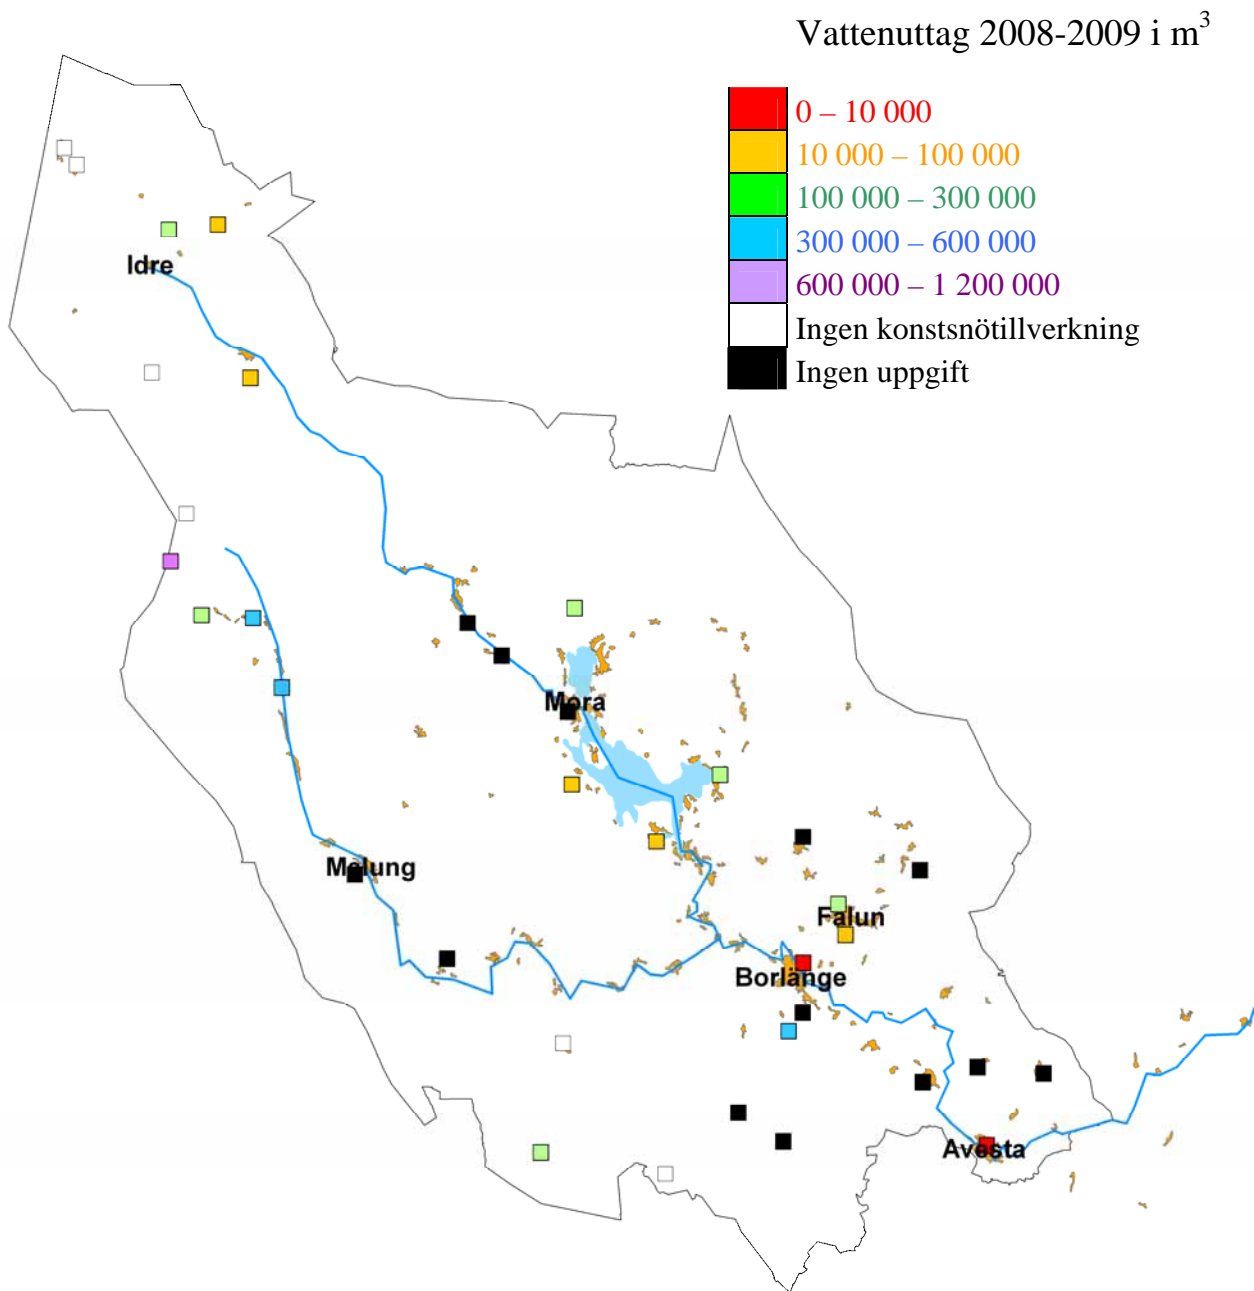 Vattenuttag 2008-2009 i m³
0 – 10 000
10 000 – 100 000
100 000 – 300 000
300 000 – 600 000
600 000 – 1 200 000
Ingen konstsnötillverkning
Ingen uppgift
Idre
Mora
Malung
Falun
Borlänge
Avesta